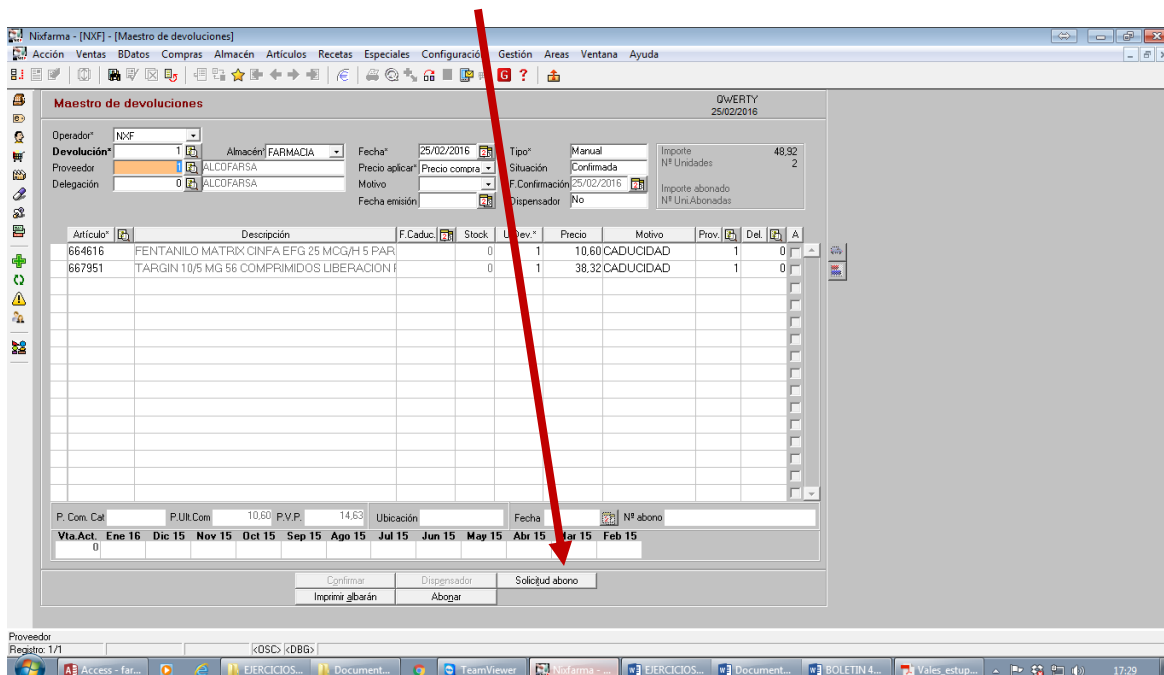 Nixfarma - [NXF] - [Maestro de devoluciones]
Acción Ventas BDatos Compras Almacén Artículos Recetas Especiales Configuración Gestión Areas Ventana Ayuda
Maestro de devoluciones
QWERTY
25/02/2016
Operador* NXF
Devolución* 1 Almacén* FARMACIA Fecha* 25/02/2016 Tipo* Manual Importe 48,92
Proveedor 1 ALCOFARSA Precio aplicar* Precio compra Situación Confirmada Nº Unidades 2
Delegación 0 ALCOFARSA Motivo F.Confirmación 25/02/2016 Importe abonado
Fecha emisión Dispensador No Nº Uni.Abonadas
Artículo* Descripción F.Caduc. Stock U.Dev.* Precio Motivo Prov. Del. A
664616 FENTANILO MATRIX CINFA EFG 25 MCG/H 5 PAR 0 1 10,60 CADUCIDAD 1 0
667951 TARGIN 10/5 MG 56 COMPRIMIDOS LIBERACION 0 1 38,32 CADUCIDAD 1 0
P. Com. Cat P.Ult.Com 10,60 P.V.P. 14,63 Ubicación Fecha Nº abono
Vta.Act. Ene 16 Dic 15 Nov 15 Oct 15 Sep 15 Ago 15 Jul 15 Jun 15 May 15 Abr 15 Mar 15 Feb 15
0
Confirmar Dispensador Solicitud abono
Imprimir albarán Abonar
Proveedor
Registro: 1/1 <OSC> <DBG>
Access - far... EJERCICIOS... Document... TeamViewer Nixfarma - ... EJERCICIOS... Document... BOLETIN 4... Vales_estup... 17:29